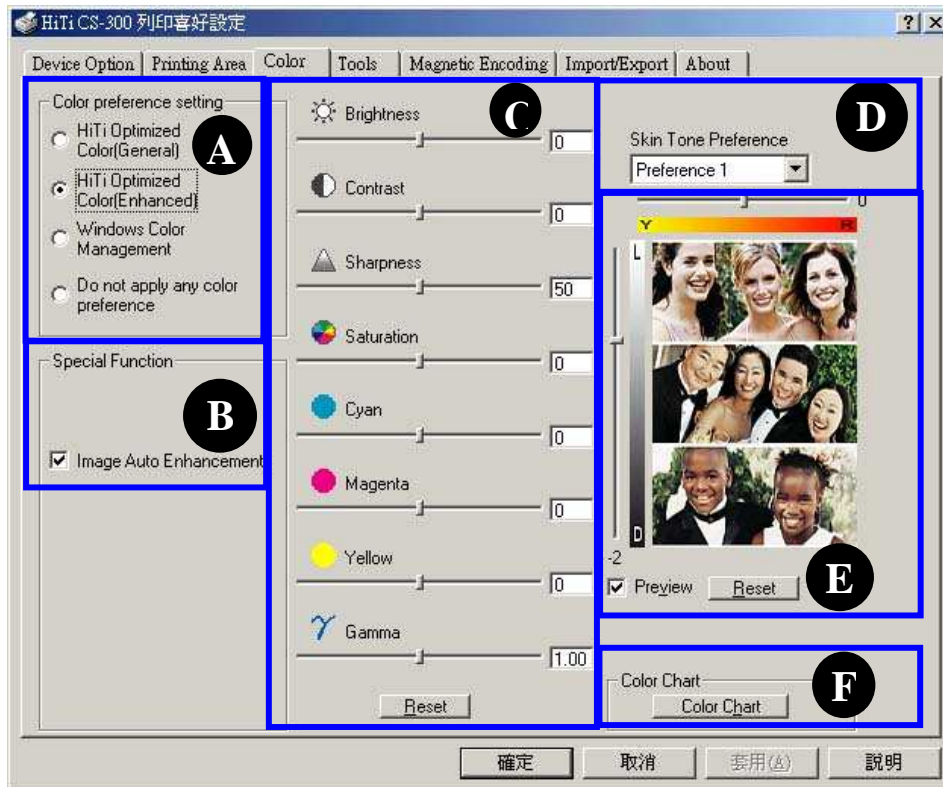 HiTi CS-300 列印喜好設定
Device Option Printing Area Color Tools Magnetic Encoding Import/Export About
Color preference setting
HiTi Optimized
Color(General)
HiTi Optimized
Color(Enhanced)
Windows Color
Management
Do not apply any color
preference
A
Special Function
B
Image Auto Enhancement
C
Brightness
0
Contrast
0
Sharpness
50
Saturation
0
Cyan
0
Magenta
0
Yellow
0
Gamma
1.00
Reset
D
Skin Tone Preference
Preference 1
0
Y R
L
D
-2
Preview Reset
E
Color Chart
Color Chart
F
確定 取消 套用(A) 說明